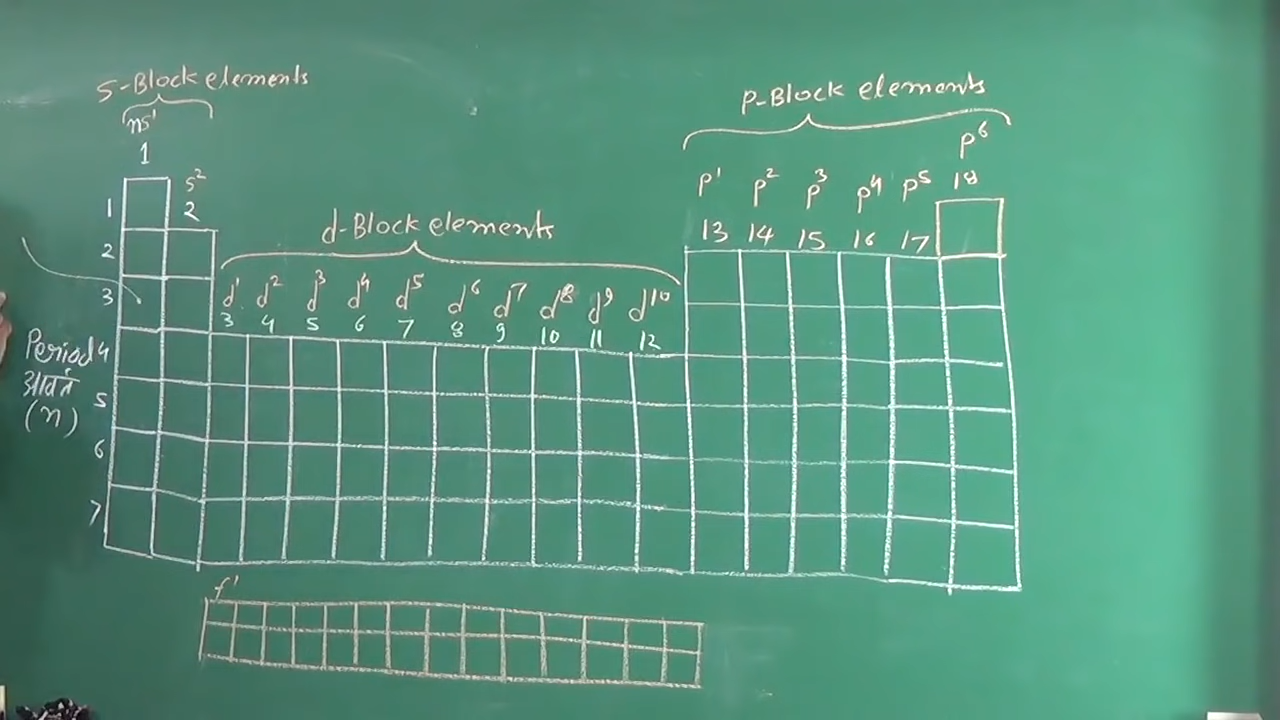 s-Block elements
ns¹
1
s²
2
d-Block elements
d¹ d² d³ d⁴ d⁵ d⁶ d⁷ d⁸ d⁹ d¹⁰
3 4 5 6 7 8 9 10 11 12
p-Block elements
p¹ p² p³ p⁴ p⁵ p⁶
13 14 15 16 17 18
1
2
3
Period 4
आवर्त
(n)
5
6
7
f¹